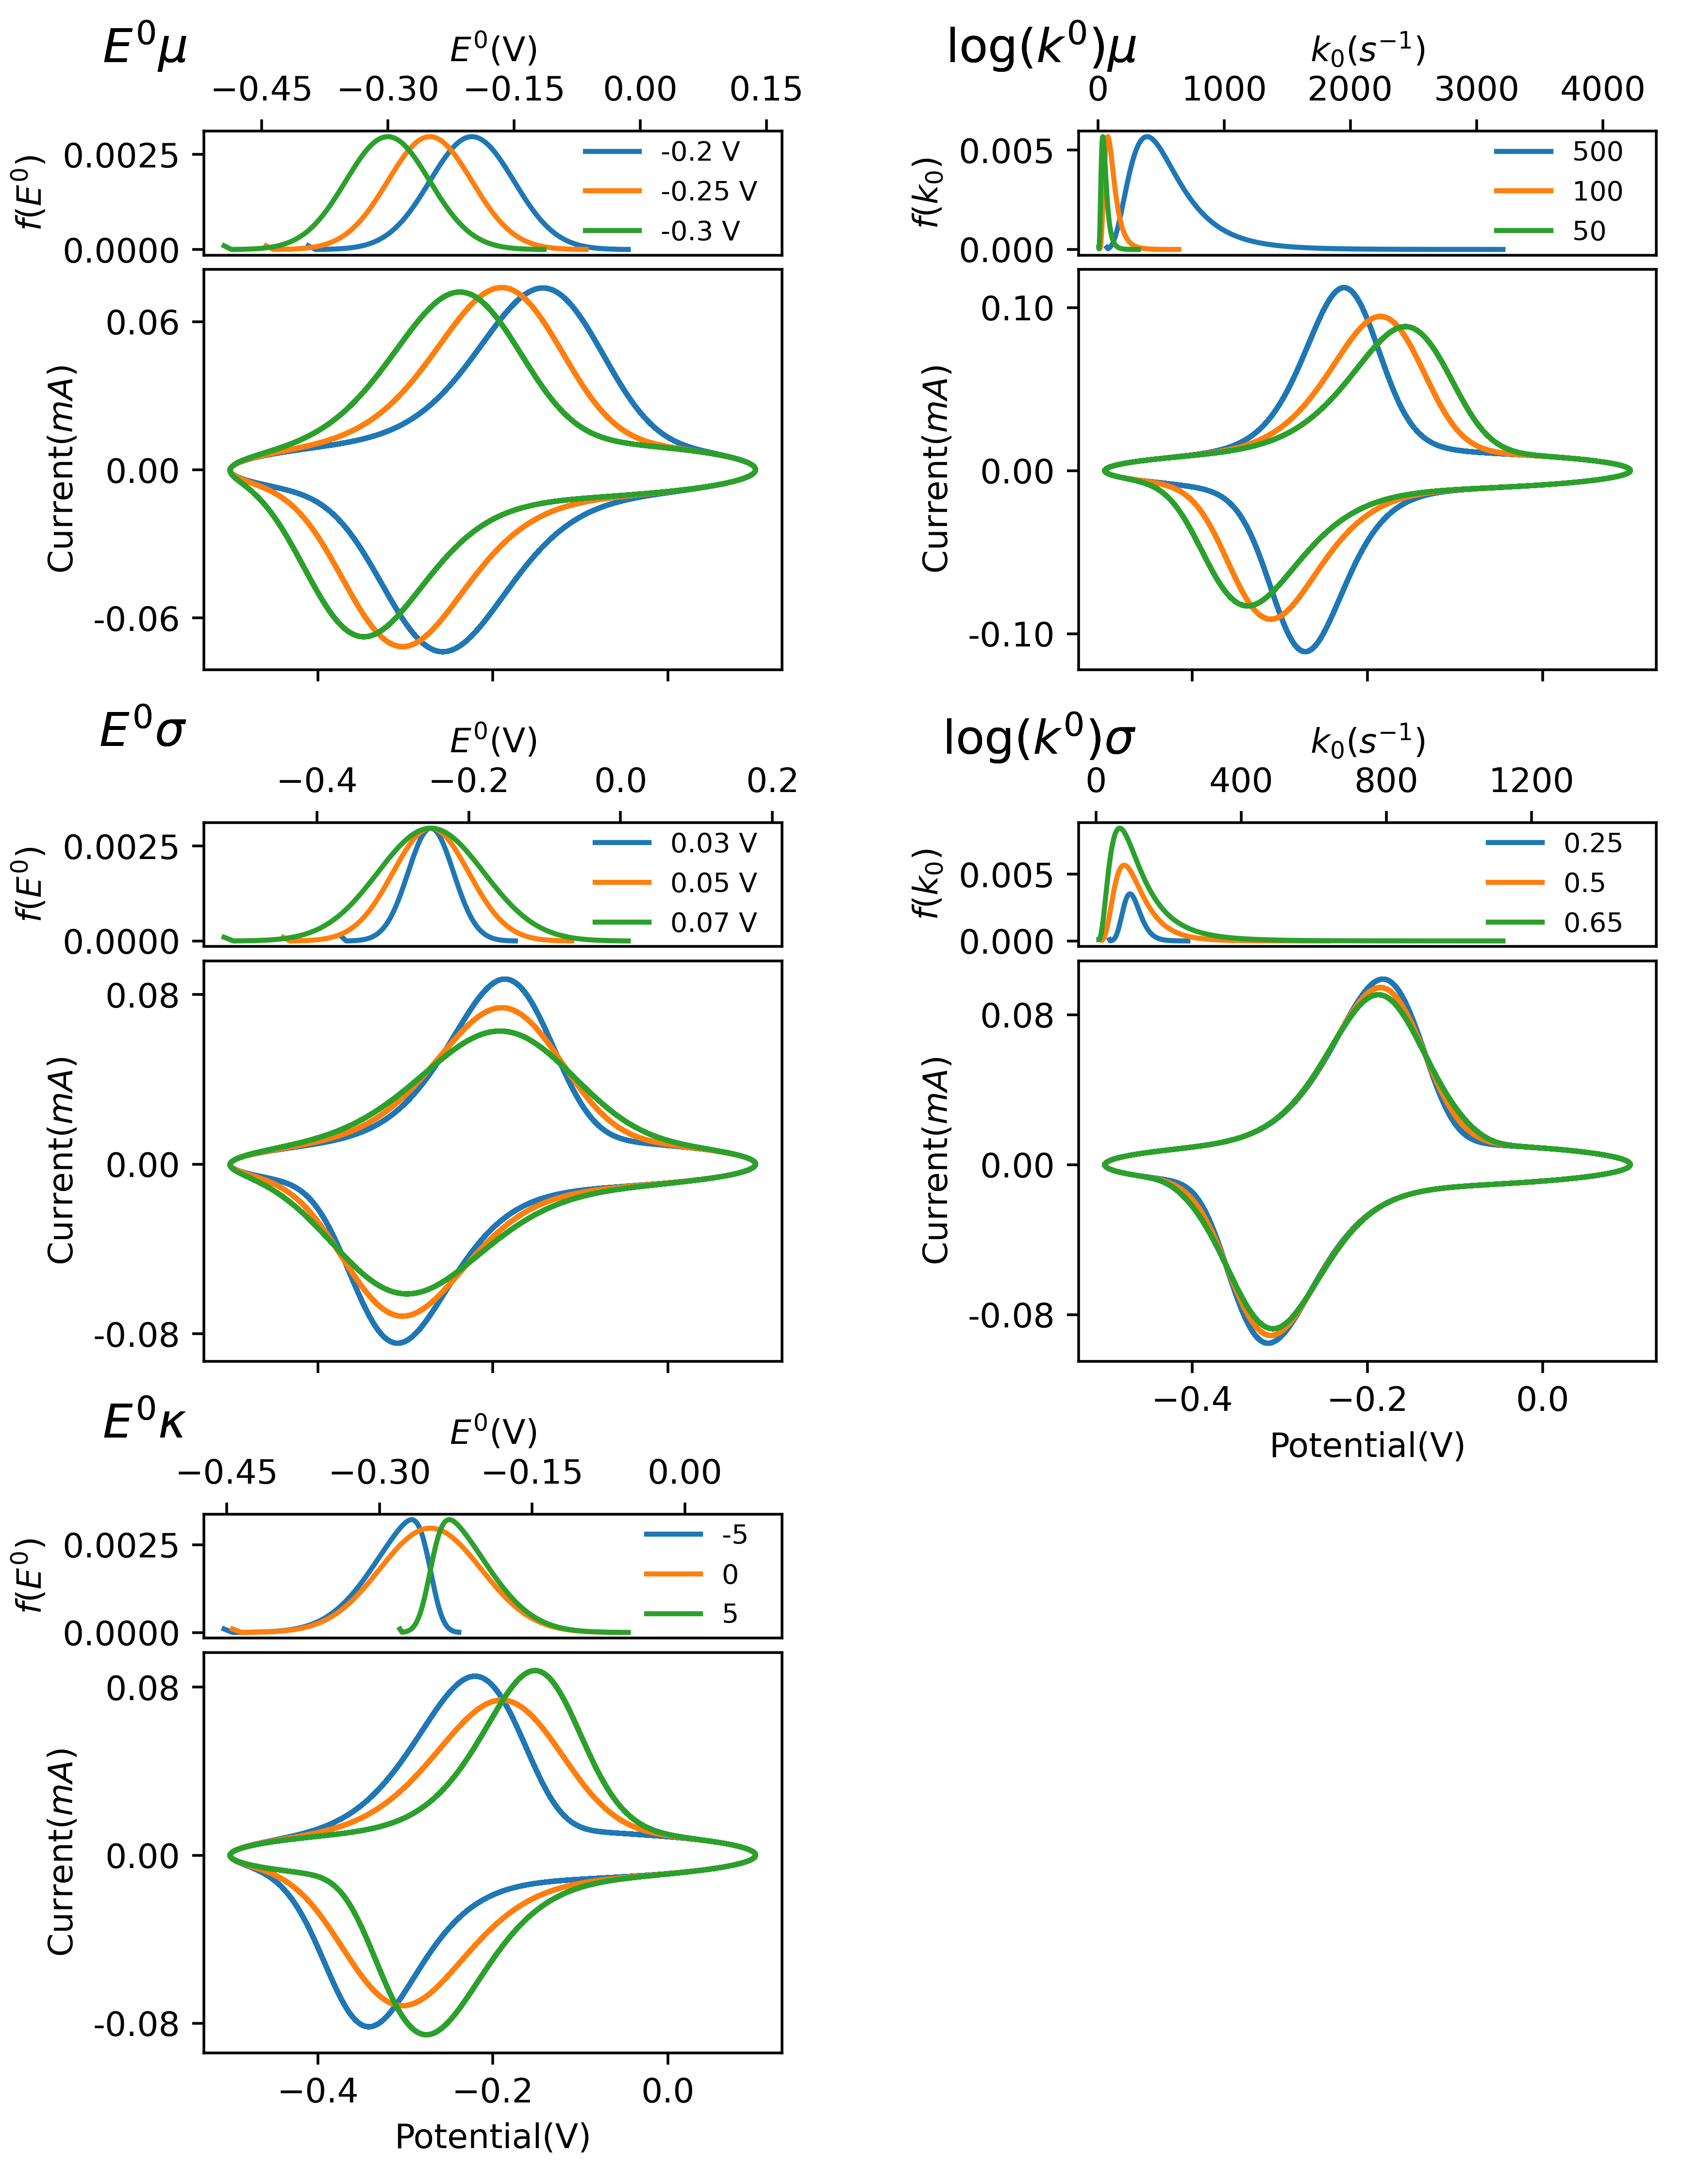 E⁰μ
E⁰(V)
−0.45 −0.30 −0.15 0.00 0.15
f(E⁰)
0.0025
0.0000
-0.2 V
-0.25 V
-0.3 V
Current(mA)
0.06
0.00
-0.06
log(k⁰)μ
k₀(s⁻¹)
0 1000 2000 3000 4000
f(k₀)
0.005
0.000
500
100
50
Current(mA)
0.10
0.00
-0.10
E⁰σ
E⁰(V)
−0.4 −0.2 0.0 0.2
f(E⁰)
0.0025
0.0000
0.03 V
0.05 V
0.07 V
Current(mA)
0.08
0.00
-0.08
log(k⁰)σ
k₀(s⁻¹)
0 400 800 1200
f(k₀)
0.005
0.000
0.25
0.5
0.65
Current(mA)
0.08
0.00
-0.08
−0.4 −0.2 0.0
Potential(V)
E⁰κ
E⁰(V)
−0.45 −0.30 −0.15 0.00
f(E⁰)
0.0025
0.0000
-5
0
5
Current(mA)
0.08
0.00
-0.08
−0.4 −0.2 0.0
Potential(V)